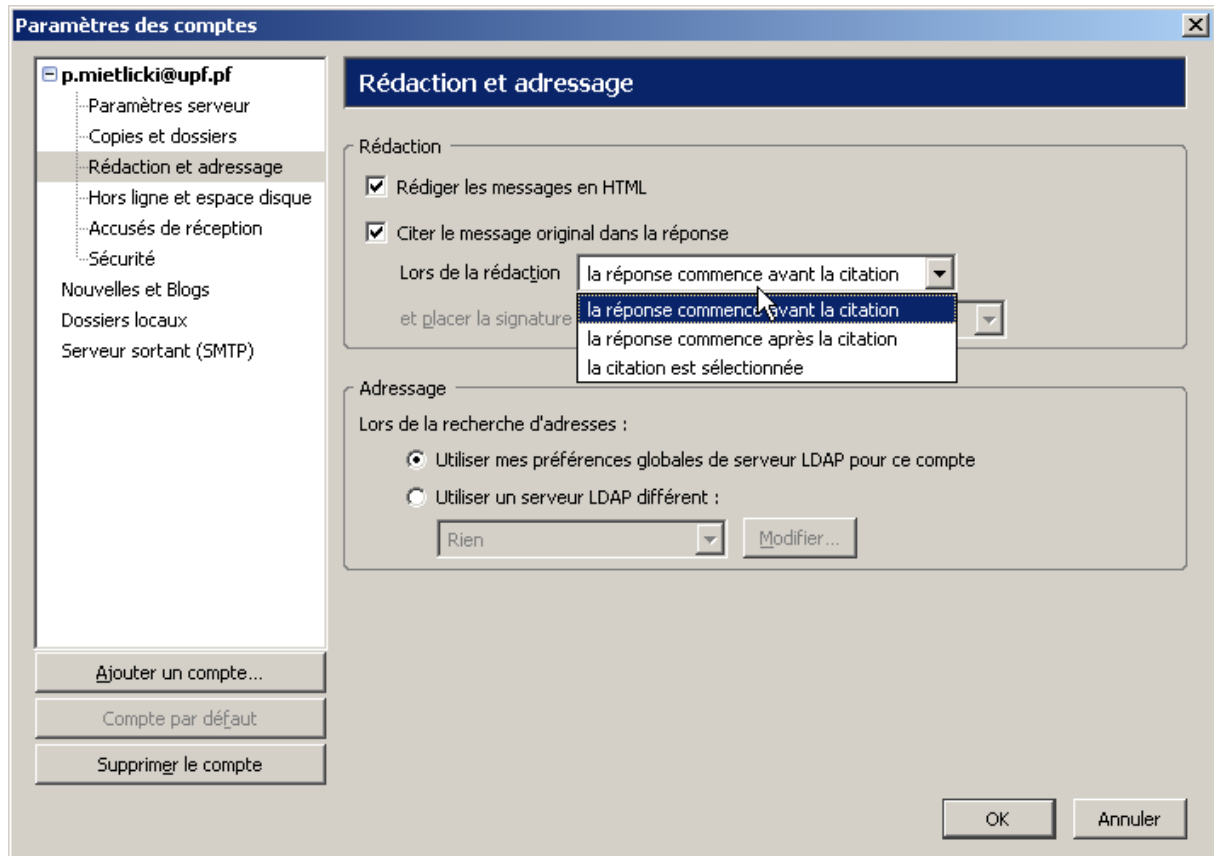 Paramètres des comptes
p.mietlicki@upf.pf
Paramètres serveur
Copies et dossiers
Rédaction et adressage
Hors ligne et espace disque
Accusés de réception
Sécurité
Nouvelles et Blogs
Dossiers locaux
Serveur sortant (SMTP)
Ajouter un compte...
Compte par défaut
Supprimer le compte
Rédaction et adressage
Rédaction
Rédiger les messages en HTML
Citer le message original dans la réponse
Lors de la rédaction la réponse commence avant la citation
la réponse commence avant la citation
et placer la signature
la réponse commence après la citation
la citation est sélectionnée
Adressage
Lors de la recherche d'adresses :
Utiliser mes préférences globales de serveur LDAP pour ce compte
Utiliser un serveur LDAP différent :
Rien Modifier...
OK Annuler